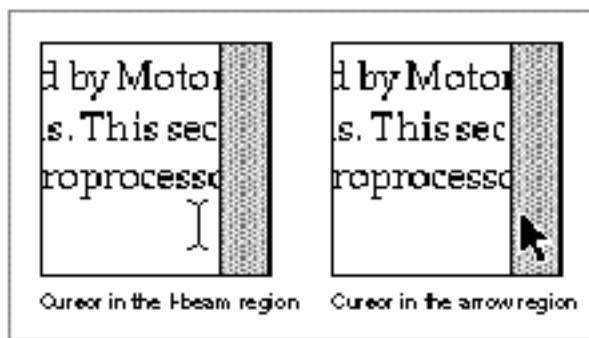 d by Motor
s. This sec
roprocesso
d by Motor
s. This sec
roprocesso
Cursor in the I-beam region
Cursor in the arrow region